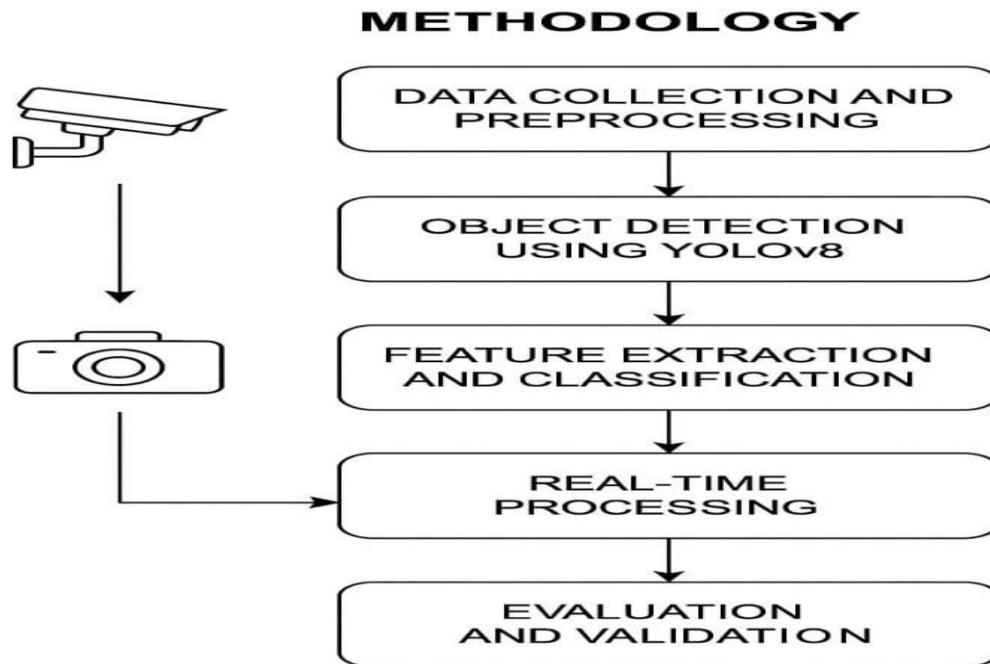 METHODOLOGY
DATA COLLECTION AND
PREPROCESSING
OBJECT DETECTION
USING YOLOv8
FEATURE EXTRACTION
AND CLASSIFICATION
REAL-TIME
PROCESSING
EVALUATION
AND VALIDATION